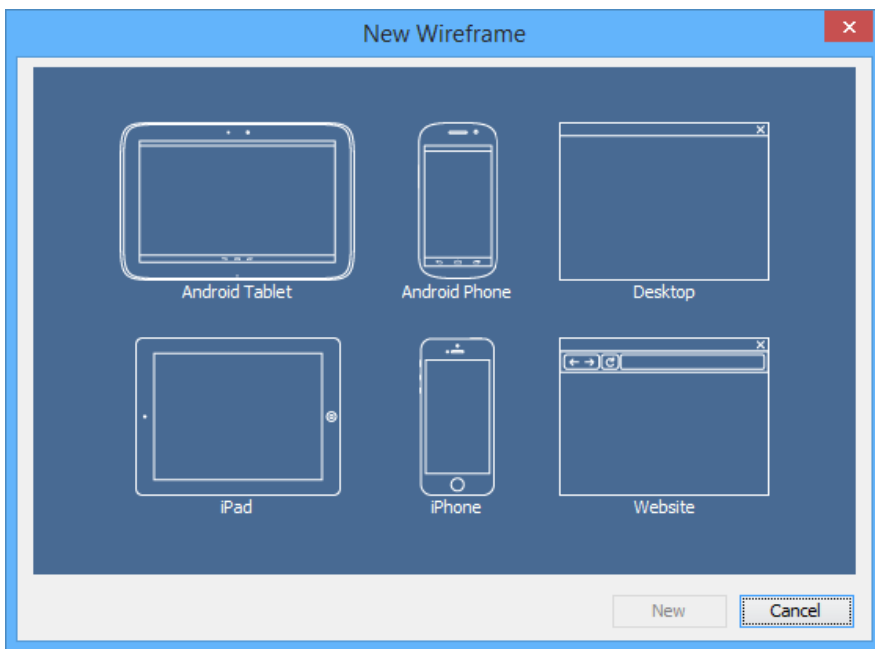 New Wireframe
Android Tablet
Android Phone
Desktop
iPad
iPhone
Website
New
Cancel